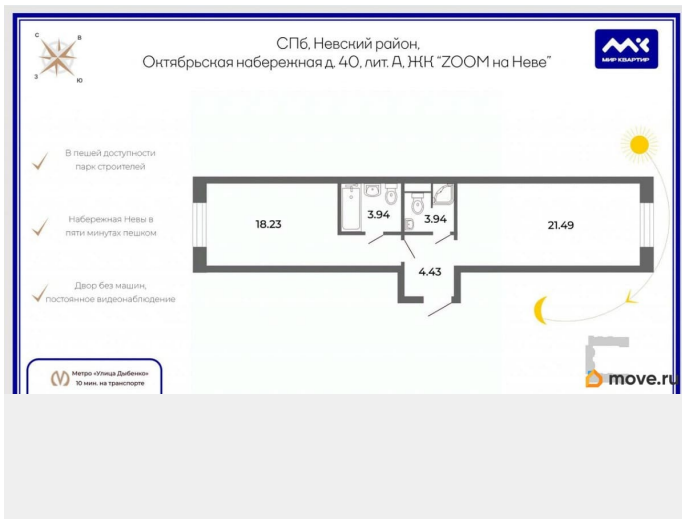 СПб, Невский район,
Октябрьская набережная д. 40, лит. А, ЖК "ZOOM на Неве"
МИР КВАРТИР
С
В
З
Ю
В пешей доступности
парк строителей
Набережная Невы в
пяти минутах пешком
Двор без машин,
постоянное видеонаблюдение
18.23
3.94
3.94
21.49
4.43
Метро «Улица Дыбенко»
10 мин. на транспорте
move.ru